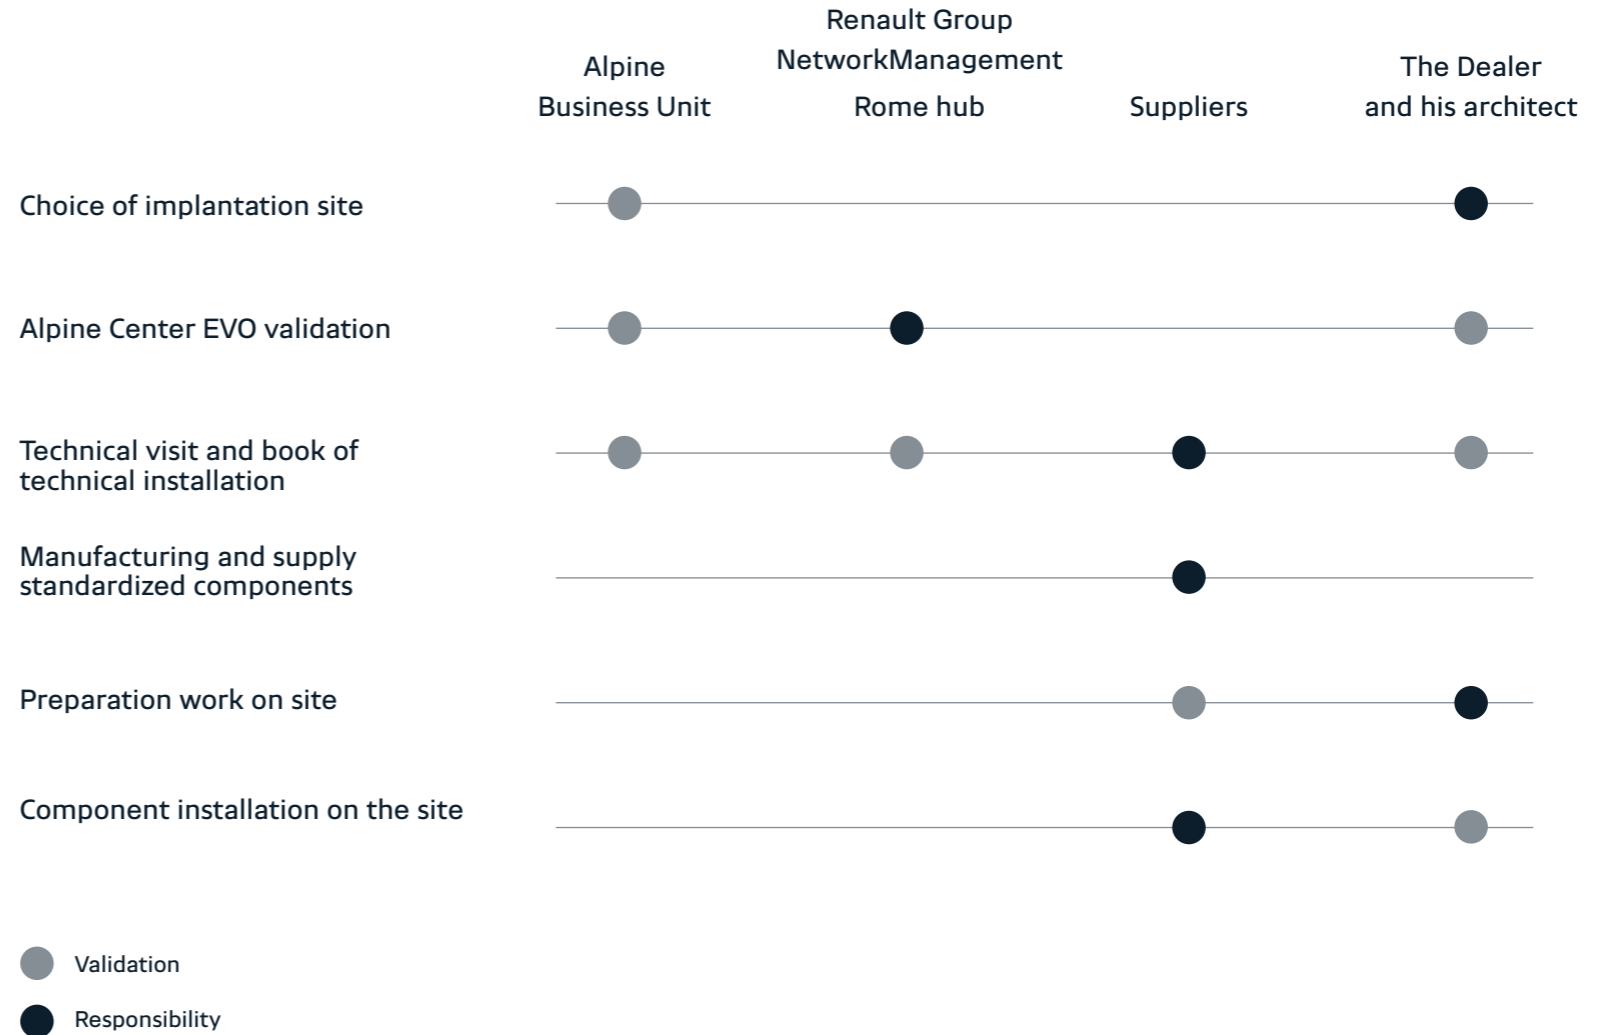 Renault Group
NetworkManagement
Rome hub
Alpine
Business Unit
Suppliers
The Dealer
and his architect
Choice of implantation site
Alpine Center EVO validation
Technical visit and book of
technical installation
Manufacturing and supply
standardized components
Preparation work on site
Component installation on the site
Validation
Responsibility